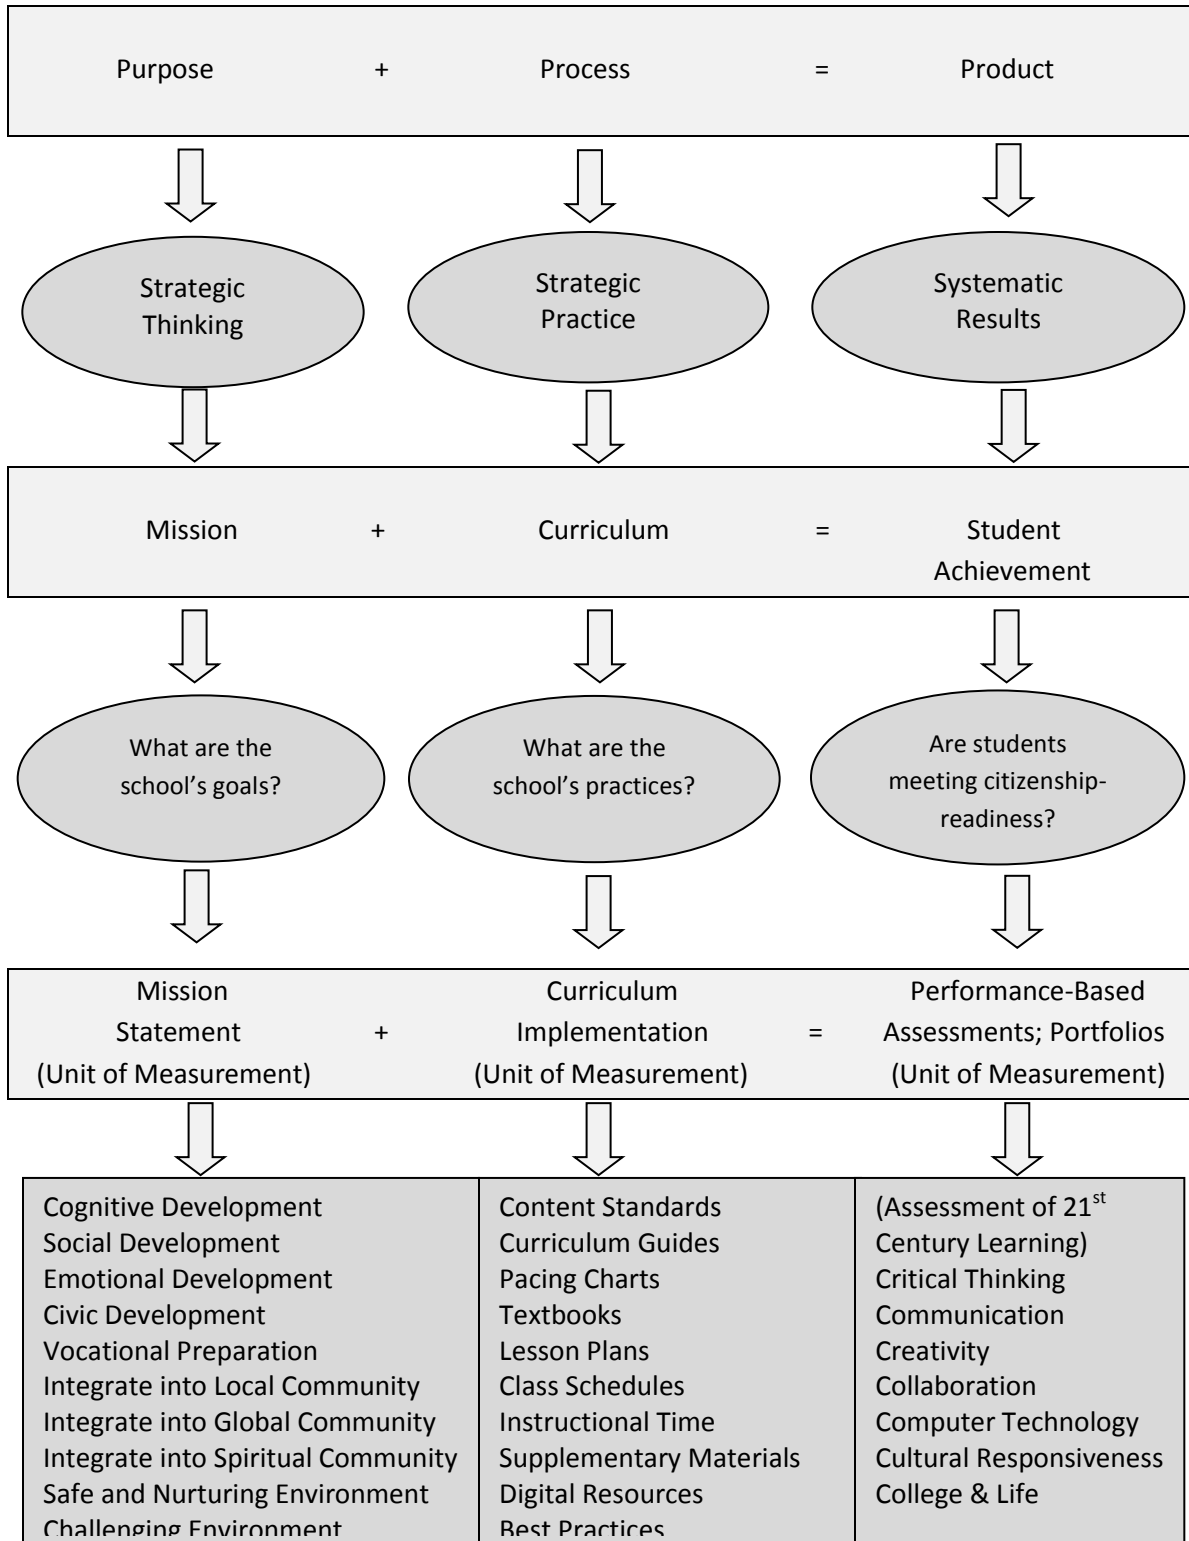 Purpose + Process = Product
Strategic
Thinking
Strategic
Practice
Systematic
Results
Mission + Curriculum = Student
Achievement
What are the
school’s goals?
What are the
school’s practices?
Are students
meeting citizenship-
readiness?
Mission
Statement
(Unit of Measurement)
+
Curriculum
Implementation
(Unit of Measurement)
=
Performance-Based
Assessments; Portfolios
(Unit of Measurement)
Cognitive Development
Social Development
Emotional Development
Civic Development
Vocational Preparation
Integrate into Local Community
Integrate into Global Community
Integrate into Spiritual Community
Safe and Nurturing Environment
Challenging Environment
Content Standards
Curriculum Guides
Pacing Charts
Textbooks
Lesson Plans
Class Schedules
Instructional Time
Supplementary Materials
Digital Resources
Best Practices
(Assessment of 21st
Century Learning)
Critical Thinking
Communication
Creativity
Collaboration
Computer Technology
Cultural Responsiveness
College & Life